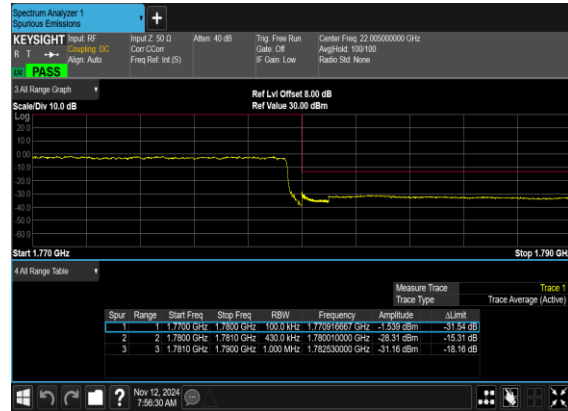 Spectrum Analyzer 1
Spurious Emissions
+
KEYSIGHT Input: RF Input Z: 50 Ω Atten: 40 dB Trig: Free Run Center Freq: 22.005000000 GHz
R T Coupling: DC Corr CCorr Gate: Off Avg|Hold: 100/100
Align: Auto Freq Ref: Int (S) IF Gain: Low Radio Std: None
PASS
3 All Range Graph
Ref Lvl Offset 8.00 dB
Scale/Div 10.0 dB Ref Value 30.00 dBm
Log
20.0
10.0
0.00
-10.0
-20.0
-30.0
-40.0
-50.0
-60.0
Start 1.770 GHz Stop 1.790 GHz
4 All Range Table
Measure Trace Trace 1
Trace Type Trace Average (Active)
Spur Range Start Freq Stop Freq RBW Frequency Amplitude ΔLimit
1 1 1.7700 GHz 1.7800 GHz 100.0 kHz 1.770916667 GHz -1.539 dBm -31.54 dB
2 2 1.7800 GHz 1.7810 GHz 430.0 kHz 1.780010000 GHz -28.31 dBm -15.31 dB
3 3 1.7810 GHz 1.7900 GHz 1.000 MHz 1.782530000 GHz -31.16 dBm -18.16 dB
? Nov 12, 2024
7:56:30 AM